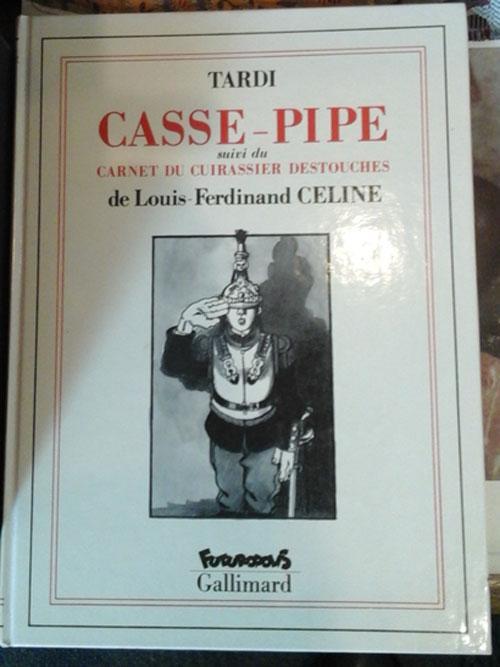 TARDI
CASSE-PIPE
suivi du
CARNET DU CUIRASSIER DESTOUCHES
de Louis-Ferdinand CELINE
FUTUROPOLIS
Gallimard